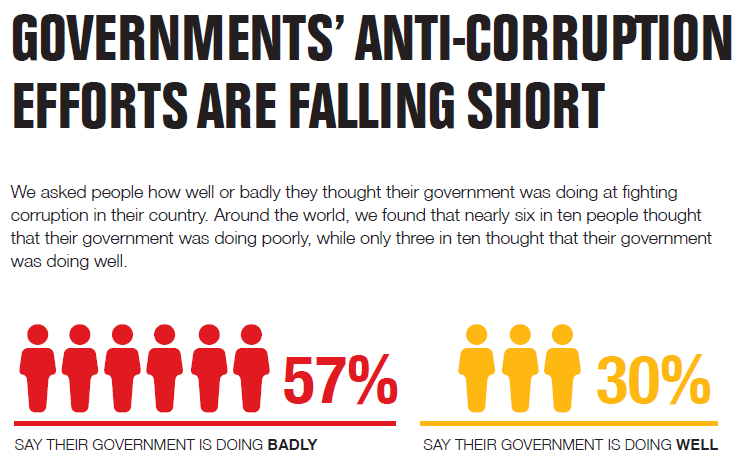 GOVERNMENTS’ ANTI-CORRUPTION
EFFORTS ARE FALLING SHORT
We asked people how well or badly they thought their government was doing at fighting
corruption in their country. Around the world, we found that nearly six in ten people thought
that their government was doing poorly, while only three in ten thought that their government
was doing well.
57%
SAY THEIR GOVERNMENT IS DOING BADLY
30%
SAY THEIR GOVERNMENT IS DOING WELL